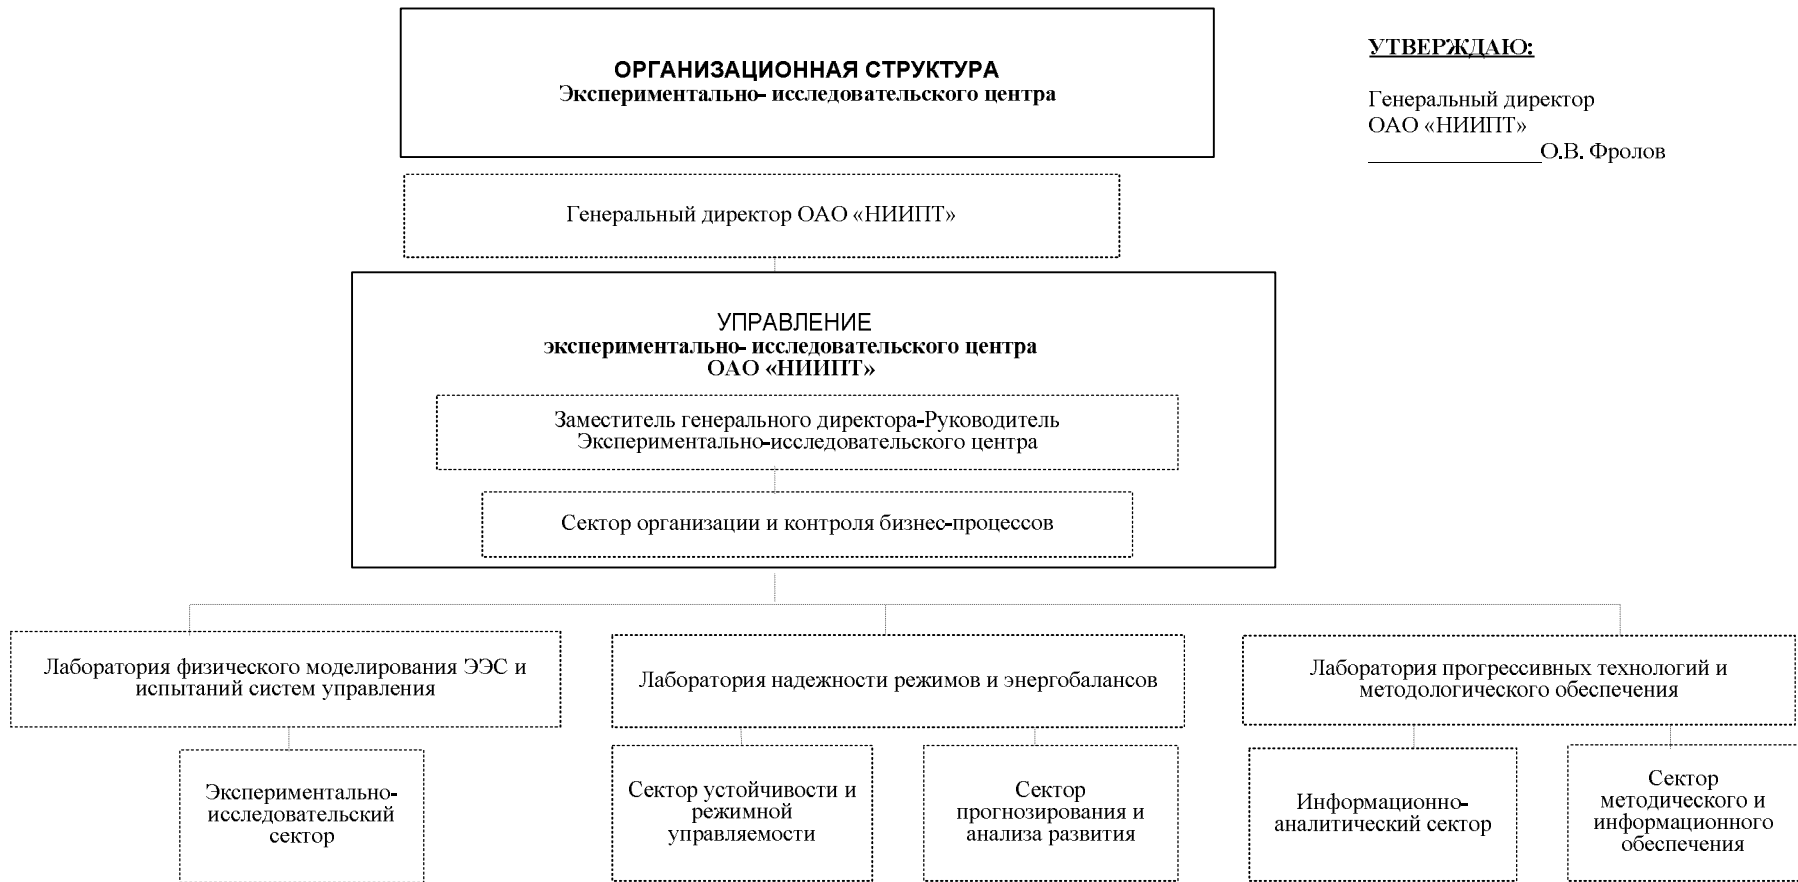 ОРГАНИЗАЦИОННАЯ СТРУКТУРА
Экспериментально- исследовательского центра
УТВЕРЖДАЮ:
Генеральный директор
ОАО «НИИПТ»
_______________О.В. Фролов
Генеральный директор ОАО «НИИПТ»
УПРАВЛЕНИЕ
экспериментально- исследовательского центра
ОАО «НИИПТ»
Заместитель генерального директора-Руководитель
Экспериментально-исследовательского центра
Сектор организации и контроля бизнес-процессов
Лаборатория физического моделирования ЭЭС и
испытаний систем управления
Лаборатория надежности режимов и энергобалансов
Лаборатория прогрессивных технологий и
методологического обеспечения
Экспериментально-
исследовательский
сектор
Сектор устойчивости и
режимной
управляемости
Сектор
прогнозирования и
анализа развития
Информационно-
аналитический сектор
Сектор
методического и
информационного
обеспечения